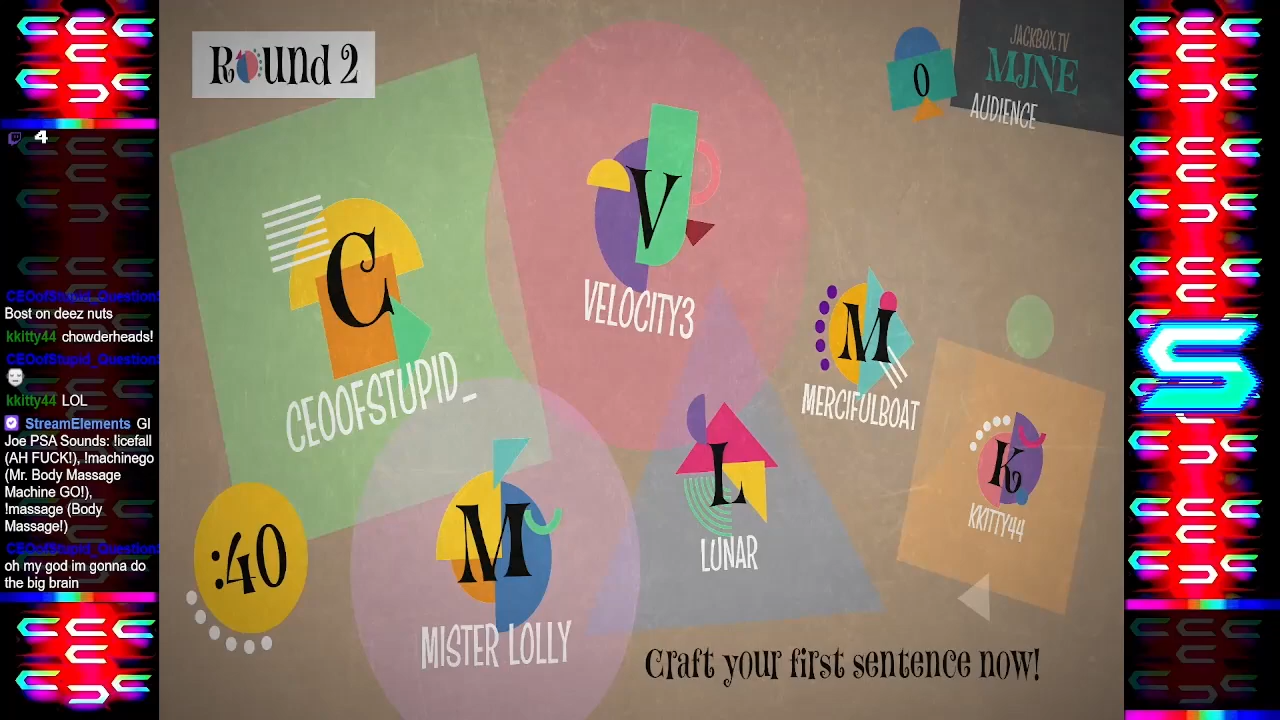 Round 2
JACKBOX.TV
MJNE
0
AUDIENCE
4
V
VELOCITY3
C
CEOOFSTUPID_
M
MERCIFULBOAT
L
LUNAR
K
KKITTY44
M
MISTER LOLLY
:40
Craft your first sentence now!
CEOofStupid_Question
Bost on deez nuts
kkitty44 chowderheads!
CEOofStupid_Question
kkitty44 LOL
StreamElements GI
Joe PSA Sounds: !icefall
(AH FUCK!), !machinego
(Mr. Body Massage
Machine GO!),
!massage (Body
Massage!)
CEOofStupid_Question
oh my god im gonna do
the big brain
S